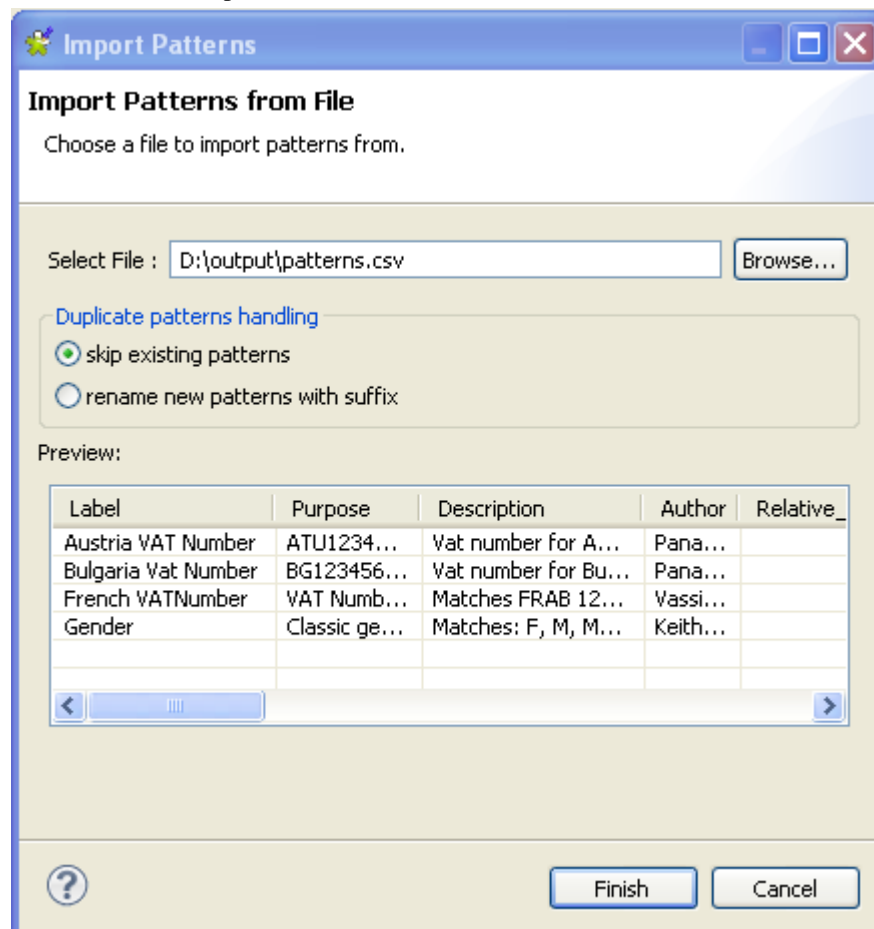 Import Patterns
Import Patterns from File
Choose a file to import patterns from.
Select File : D:\output\patterns.csv Browse...
Duplicate patterns handling
skip existing patterns
rename new patterns with suffix
Preview:
Label Purpose Description Author Relative_
Austria VAT Number ATU1234... Vat number for A... Pana...
Bulgaria Vat Number BG123456... Vat number for Bu... Pana...
French VATNumber VAT Numb... Matches FRAB 12... Vassi...
Gender Classic ge... Matches: F, M, M... Keith...
? Finish Cancel